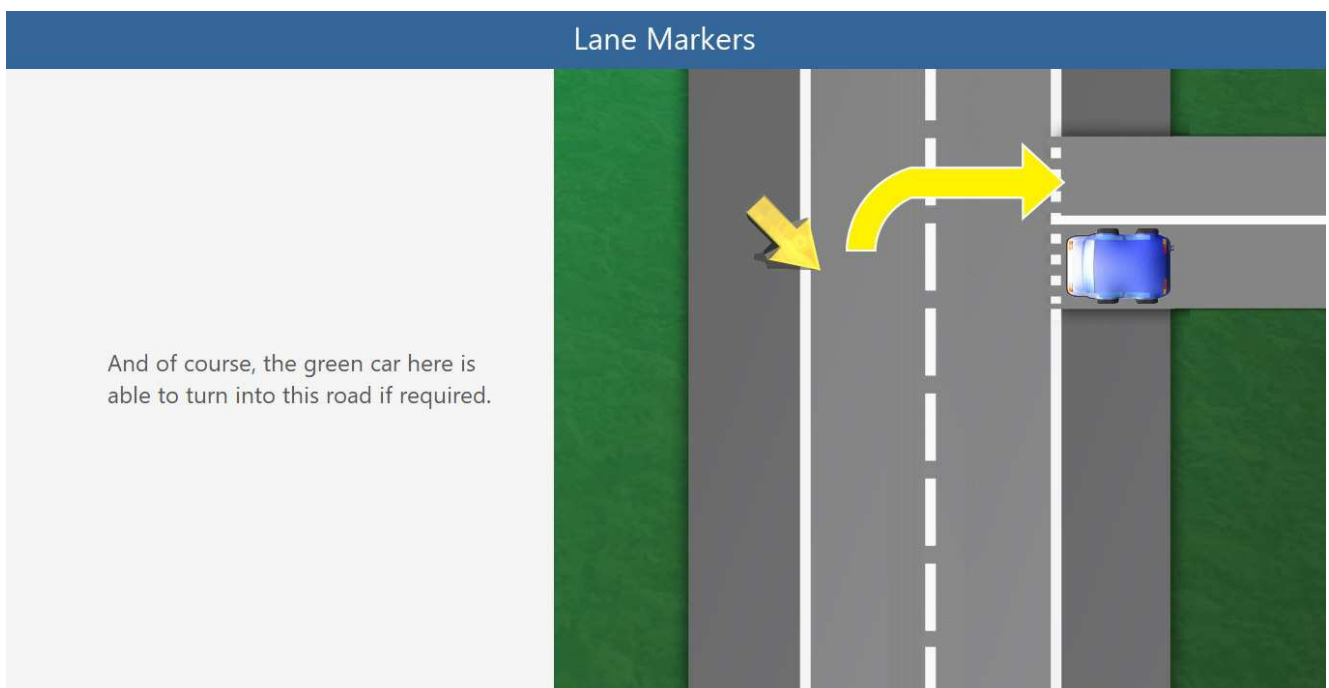 Lane Markers
And of course, the green car here is
able to turn into this road if required.